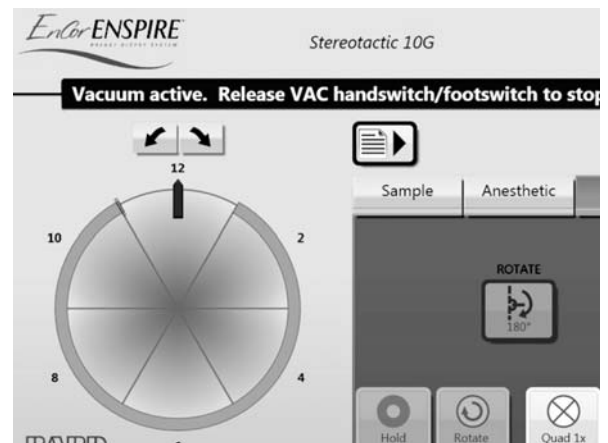 EnCor ENSPIRE
BREAST BIOPSY SYSTEM
Stereotactic 10G
Vacuum active. Release VAC handswitch/footswitch to stop
12
Sample
Anesthetic
10
2
ROTATE
180°
8
4
Hold
Rotate
Quad 1x